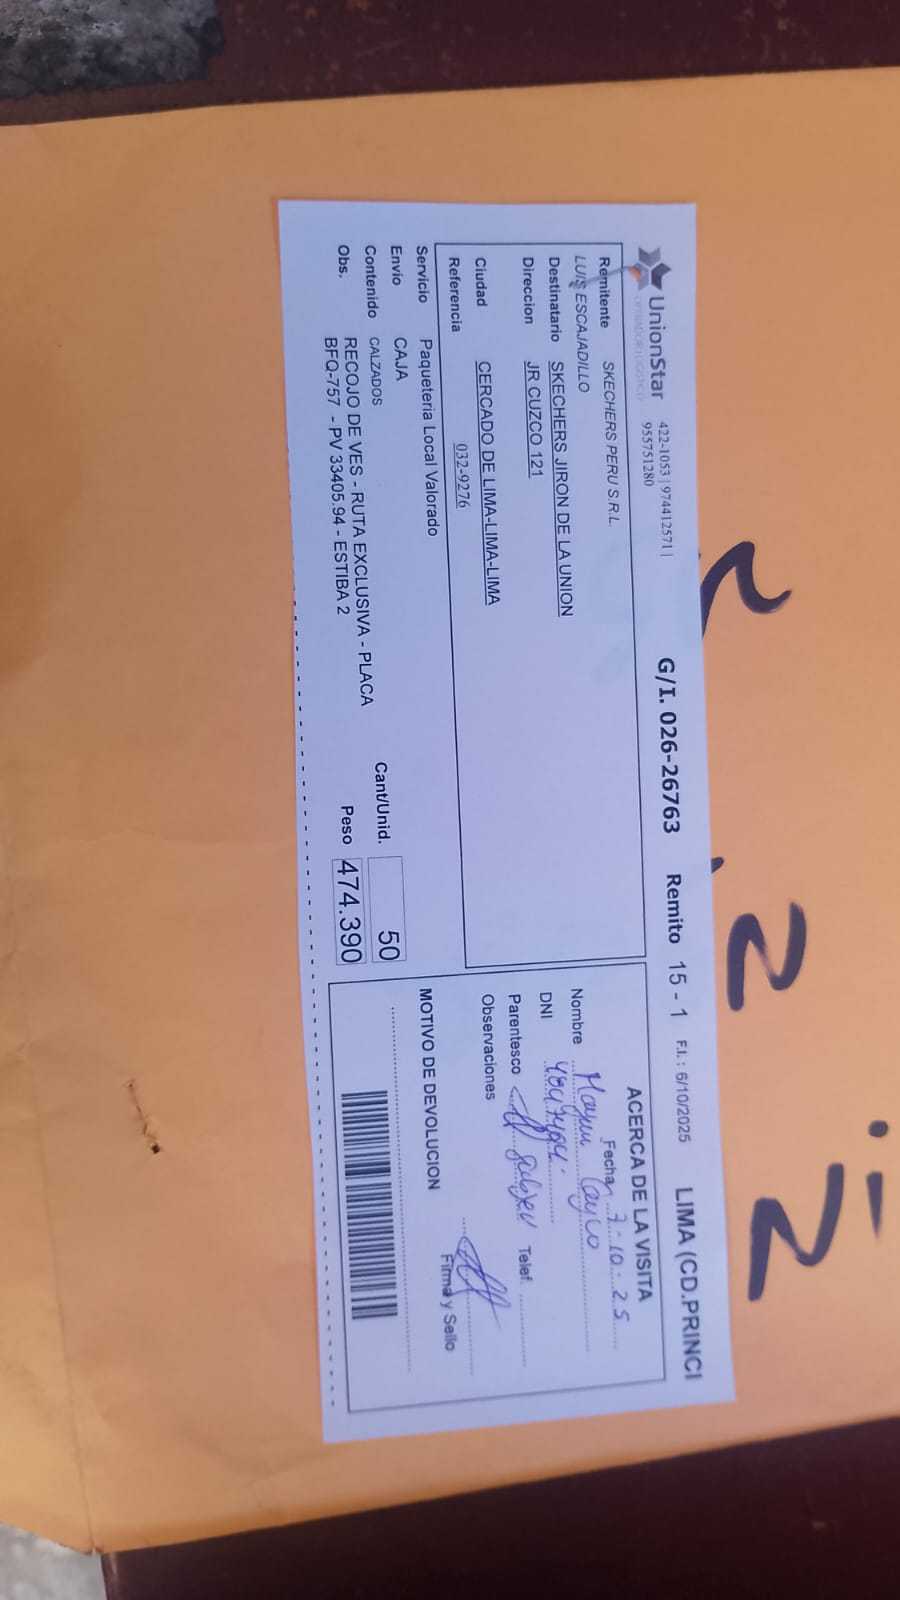 UnionStar
OPERADOR LOGISTICO
422-1053 | 974412571 |
955751280
G/I. 026-26763 Remito 15 - 1 F.I. : 6/10/2025 LIMA (CD.PRINCI
Remitente SKECHERS PERU S.R.L.
LUIS ESCAJADILLO
Destinatario SKECHERS JIRON DE LA UNION
Direccion JR CUZCO 121
Ciudad CERCADO DE LIMA-LIMA-LIMA
Referencia 032-9276
Servicio Paqueteria Local Valorado
Envio CAJA
Contenido CALZADOS
Obs. RECOJO DE VES - RUTA EXCLUSIVA - PLACA
BFQ-757 - PV 33405.94 - ESTIBA 2
Cant/Unid. 50
Peso 474.390
ACERCA DE LA VISITA
Fecha 7-10-25
Nombre
DNI
Parentesco Telef.
Observaciones
Firma y Sello
MOTIVO DE DEVOLUCION
2
2